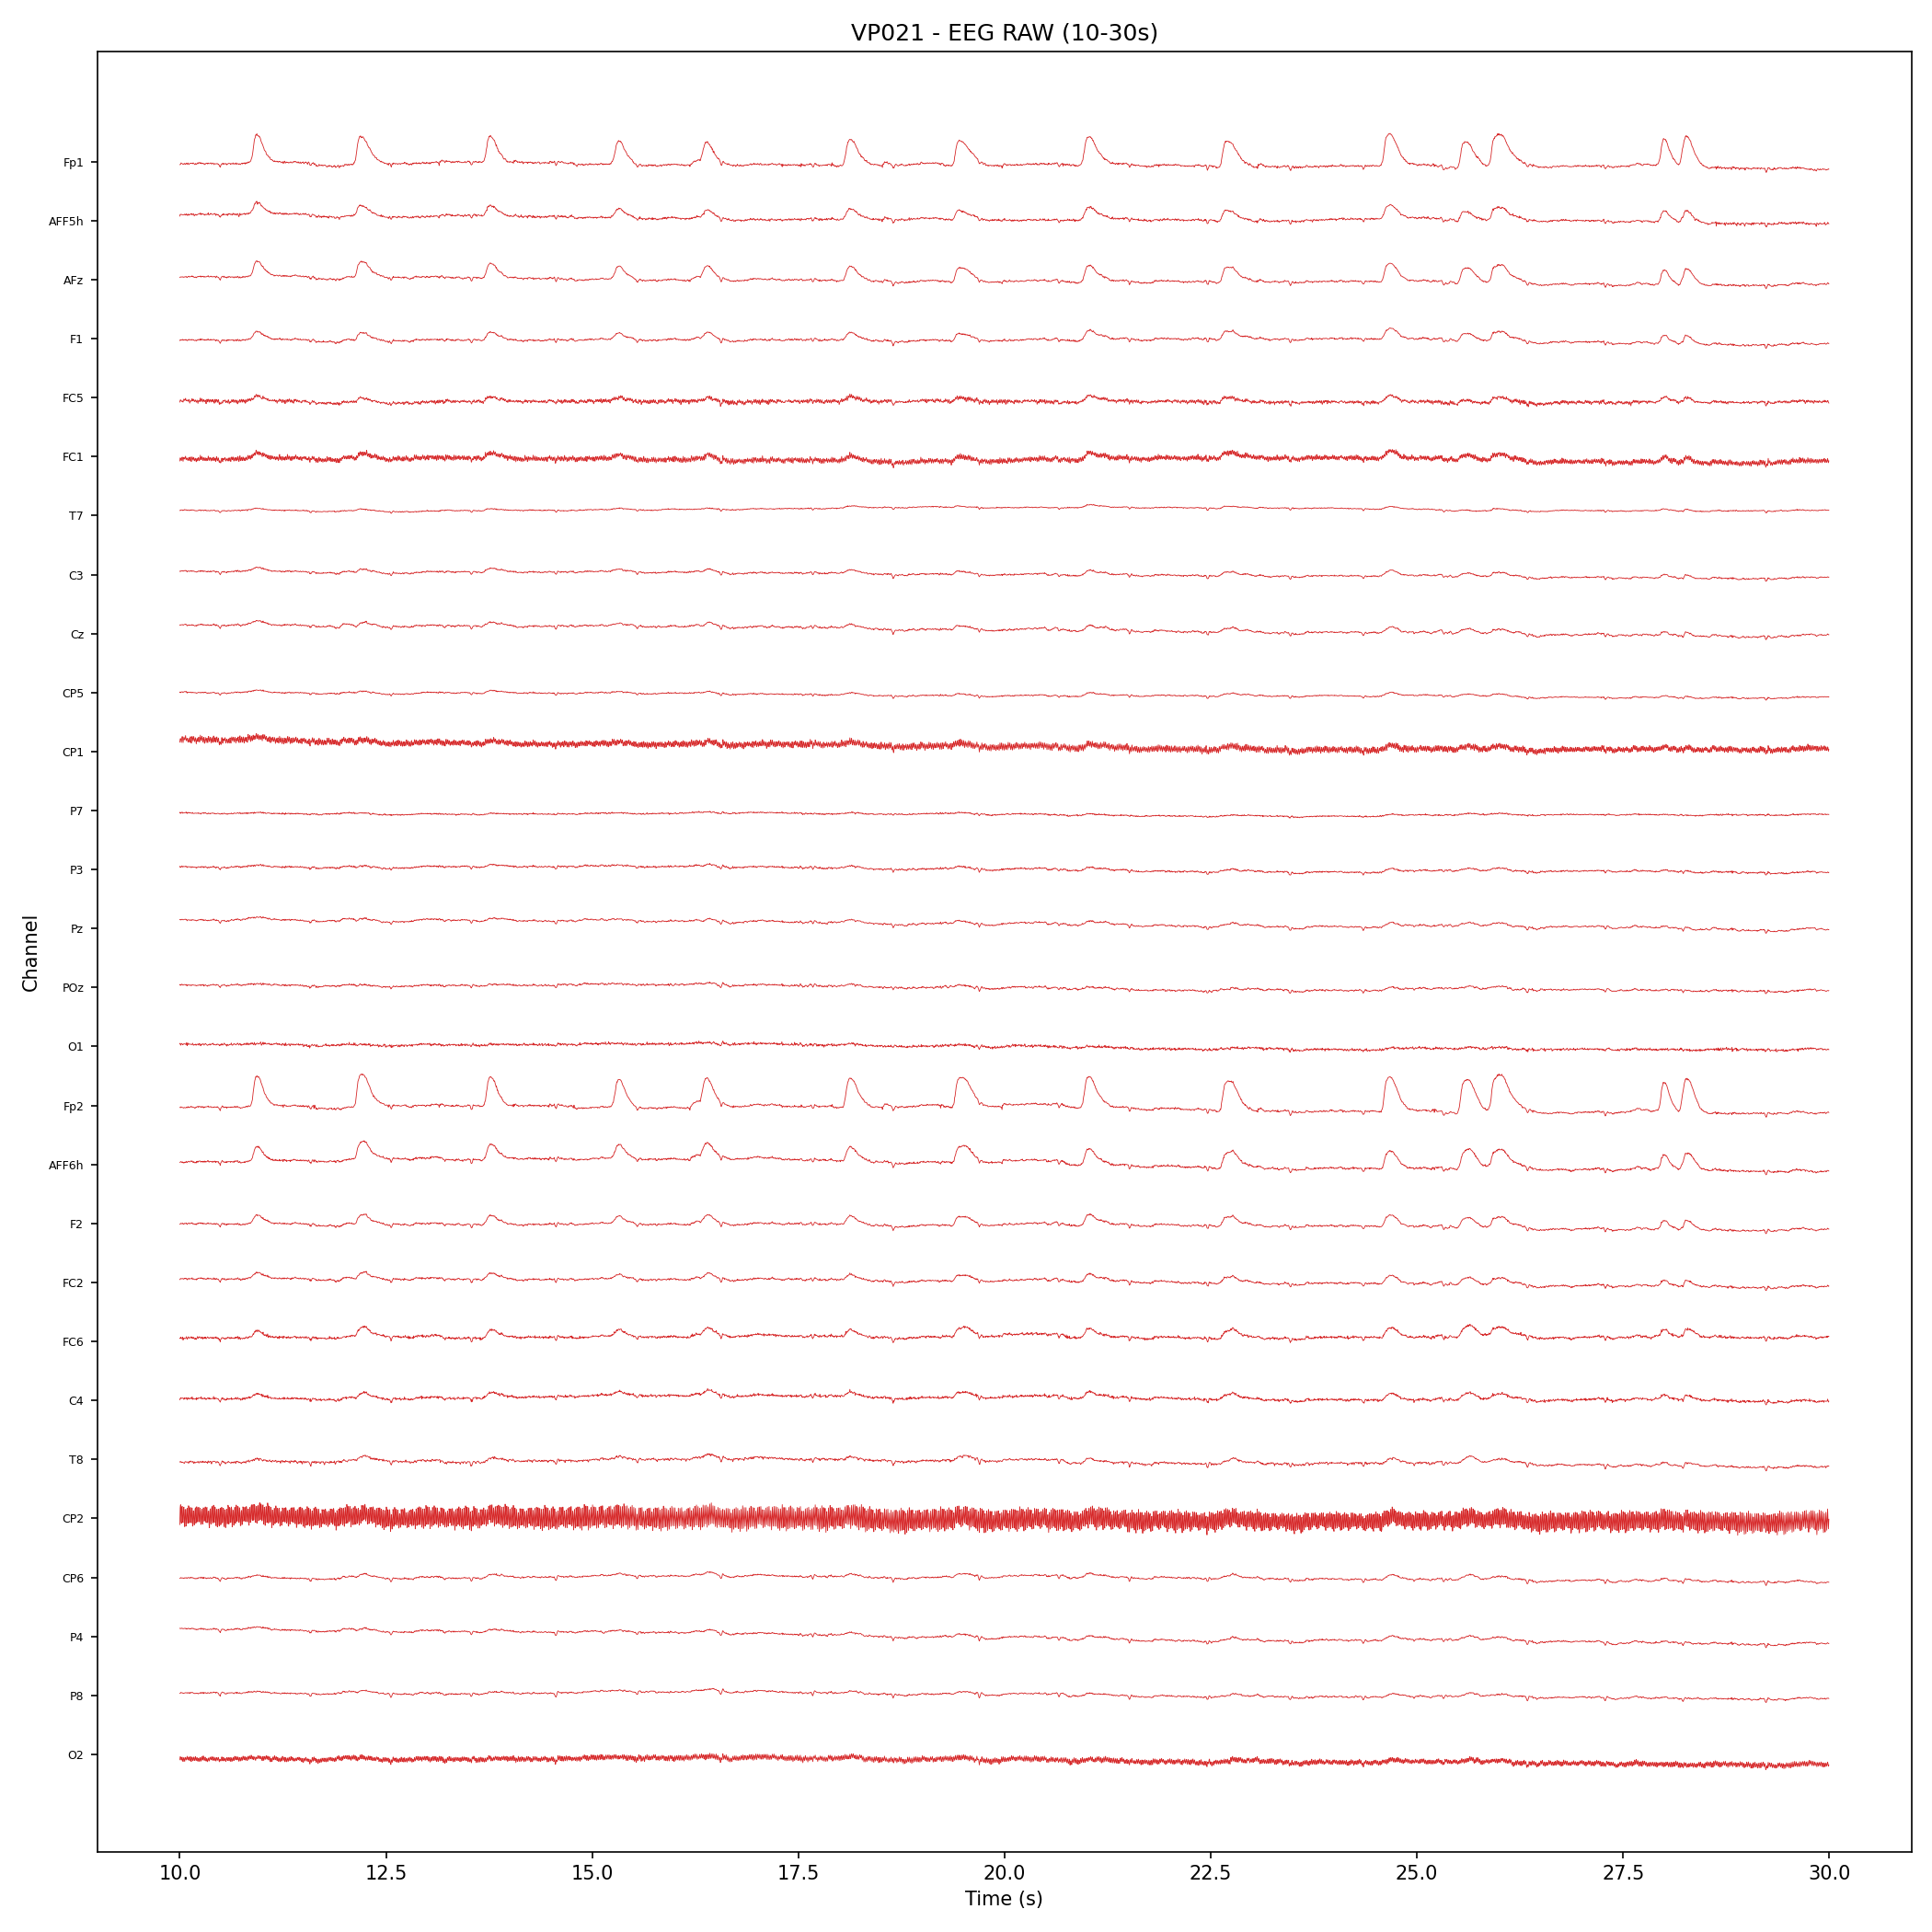 VP021 - EEG RAW (10-30s)
Fp1
AFF5h
AFz
F1
FC5
FC1
T7
C3
Cz
CP5
CP1
P7
P3
Pz
POz
O1
Fp2
AFF6h
F2
FC2
FC6
C4
T8
CP2
CP6
P4
P8
O2
Channel
10.0 12.5 15.0 17.5 20.0 22.5 25.0 27.5 30.0
Time (s)